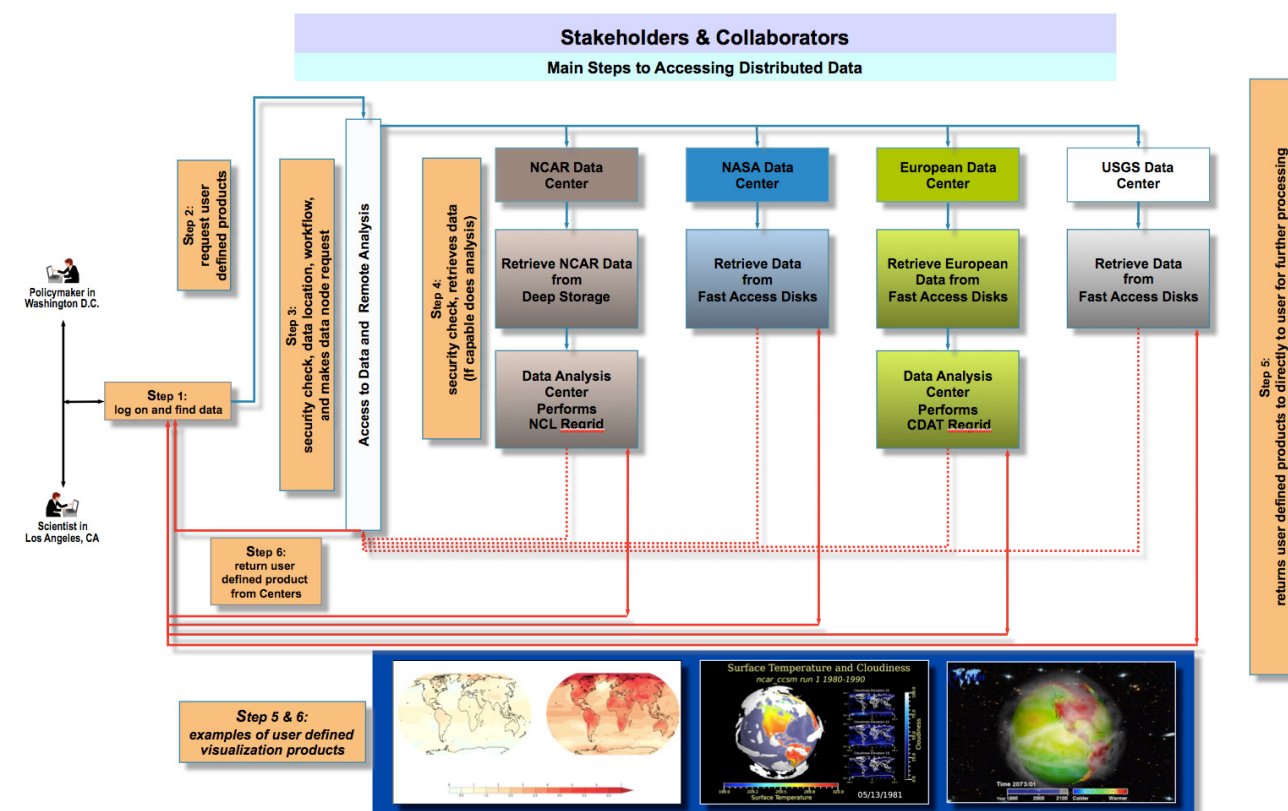 Stakeholders & Collaborators
Main Steps to Accessing Distributed Data
Policymaker in
Washington D.C.
Scientist in
Los Angeles, CA
Step 1:
log on and find data
Step 2:
request user
defined products
Step 3:
security check, data location, workflow,
and makes data node request
Access to Data and Remote Analysis
Step 4:
security check, retrieves data
(If capable does analysis)
NCAR Data
Center
Retrieve NCAR Data
from
Deep Storage
Data Analysis
Center
Performs
NCL Regrid
NASA Data
Center
Retrieve Data
from
Fast Access Disks
European Data
Center
Retrieve European
Data from
Fast Access Disks
Data Analysis
Center
Performs
CDAT Regrid
USGS Data
Center
Retrieve Data
from
Fast Access Disks
Step 5:
returns user defined products to directly to user for further processing
Step 6:
return user
defined product
from Centers
Step 5 & 6:
examples of user defined
visualization products
Surface Temperature and Cloudiness
ncar_ccsm run 1 1980-1990
Cloudiness
Surface Temperature
05/13/1981
Time 2073/01
Year 1890 2000 2100
Colder Warmer